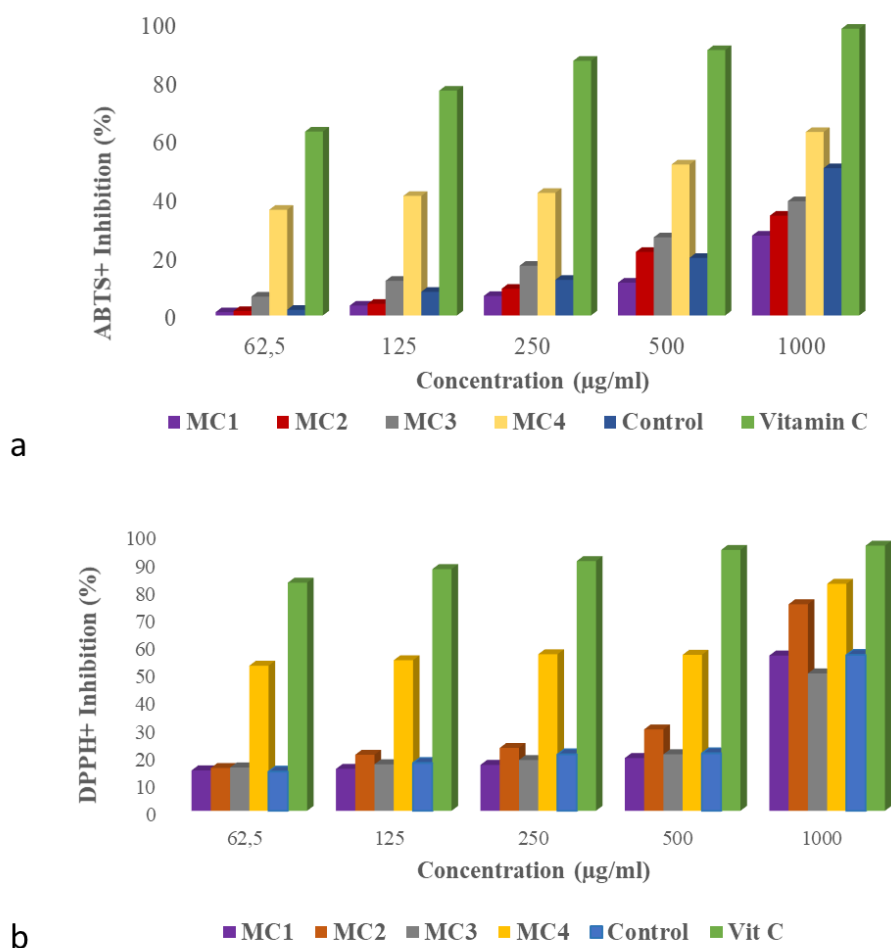 100
80
60
40
20
0
ABTS+ Inhibition (%)
62,5 125 250 500 1000
Concentration (µg/ml)
MC1 MC2 MC3 MC4 Control Vitamin C
a
100
90
80
70
60
50
40
30
20
10
0
DPPH+ Inhibition (%)
62,5 125 250 500 1000
Concentration (µg/ml)
MC1 MC2 MC3 MC4 Control Vit C
b